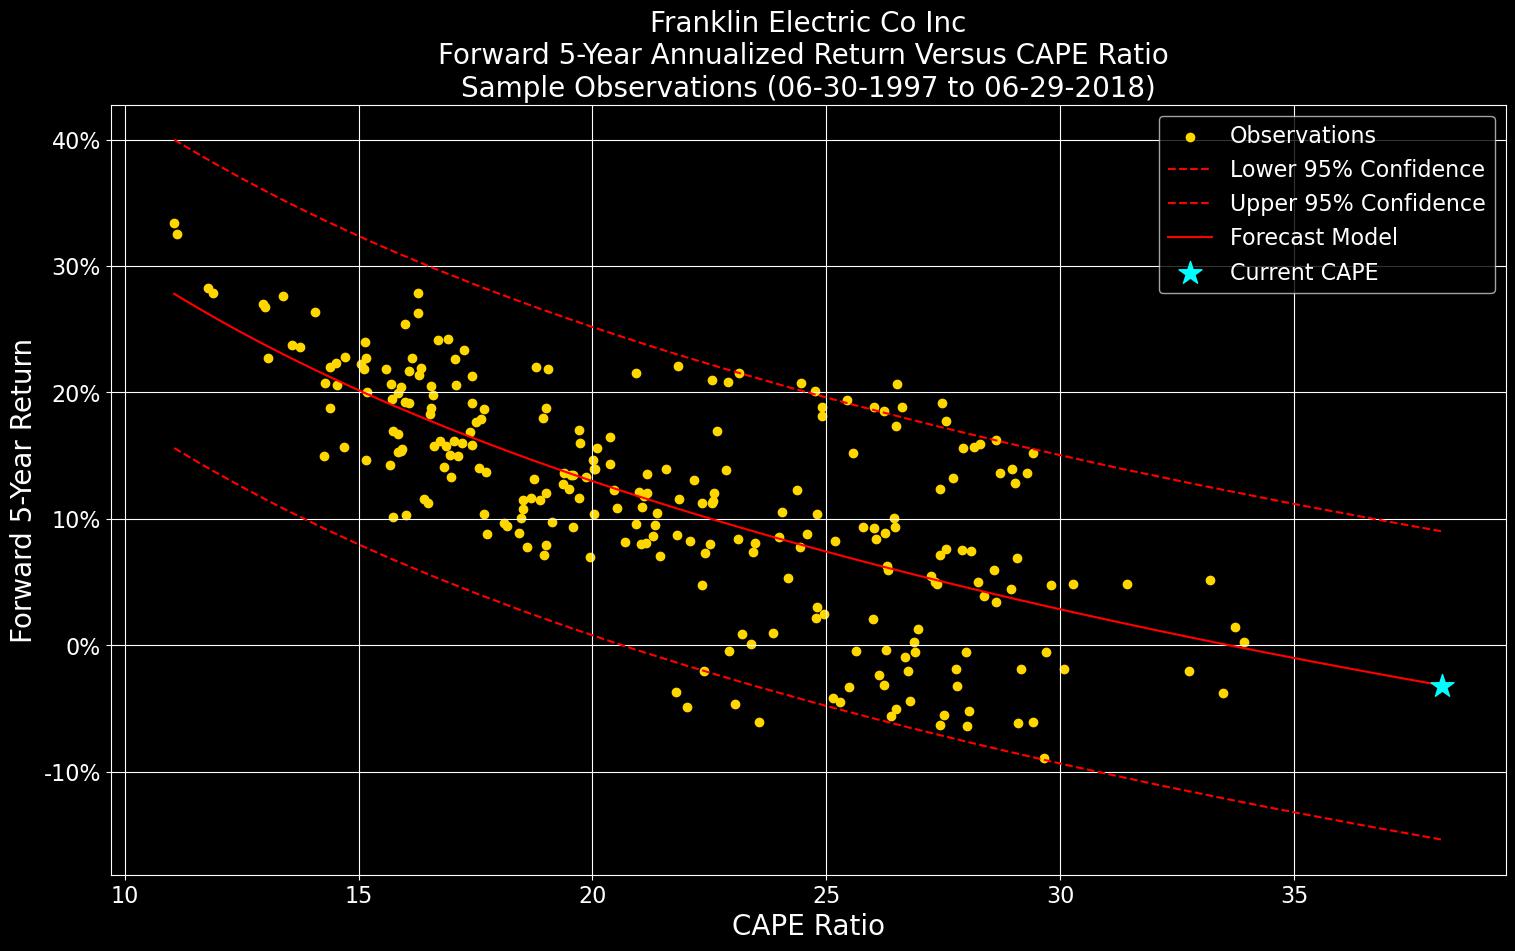 Franklin Electric Co Inc
Forward 5-Year Annualized Return Versus CAPE Ratio
Sample Observations (06-30-1997 to 06-29-2018)
Observations
Lower 95% Confidence
Upper 95% Confidence
Forecast Model
Current CAPE
Forward 5-Year Return
40%
30%
20%
10%
0%
-10%
10 15 20 25 30 35
CAPE Ratio